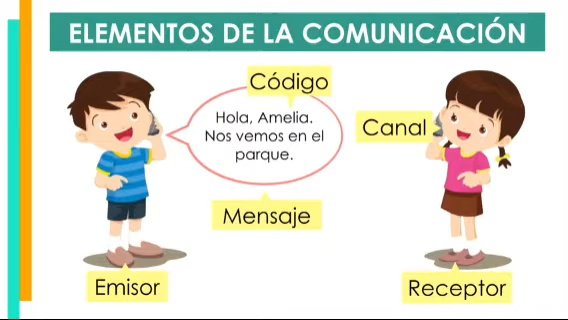 ELEMENTOS DE LA COMUNICACIÓN
Código
Hola, Amelia.
Nos vemos en el
parque.
Canal
Mensaje
Emisor
Receptor